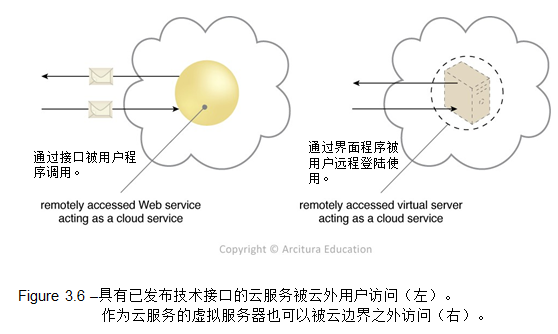 通过接口被用户程
序调用。
remotely accessed Web service
acting as a cloud service
通过界面程序被
用户远程登陆使
用。
remotely accessed virtual server
acting as a cloud service
Copyright © Arcitura Education
Figure 3.6 –具有已发布技术接口的云服务被云外用户访问（左）。
作为云服务的虚拟服务器也可以被云边界之外访问（右）。